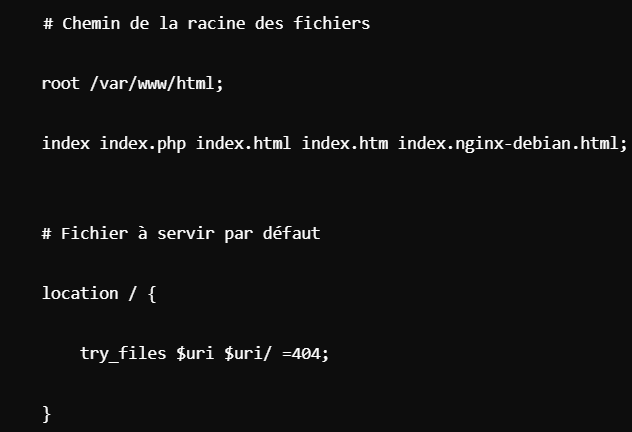 # Chemin de la racine des fichiers
root /var/www/html;
index index.php index.html index.htm index.nginx-debian.html;
# Fichier à servir par défaut
location / {
try_files $uri $uri/ =404;
}